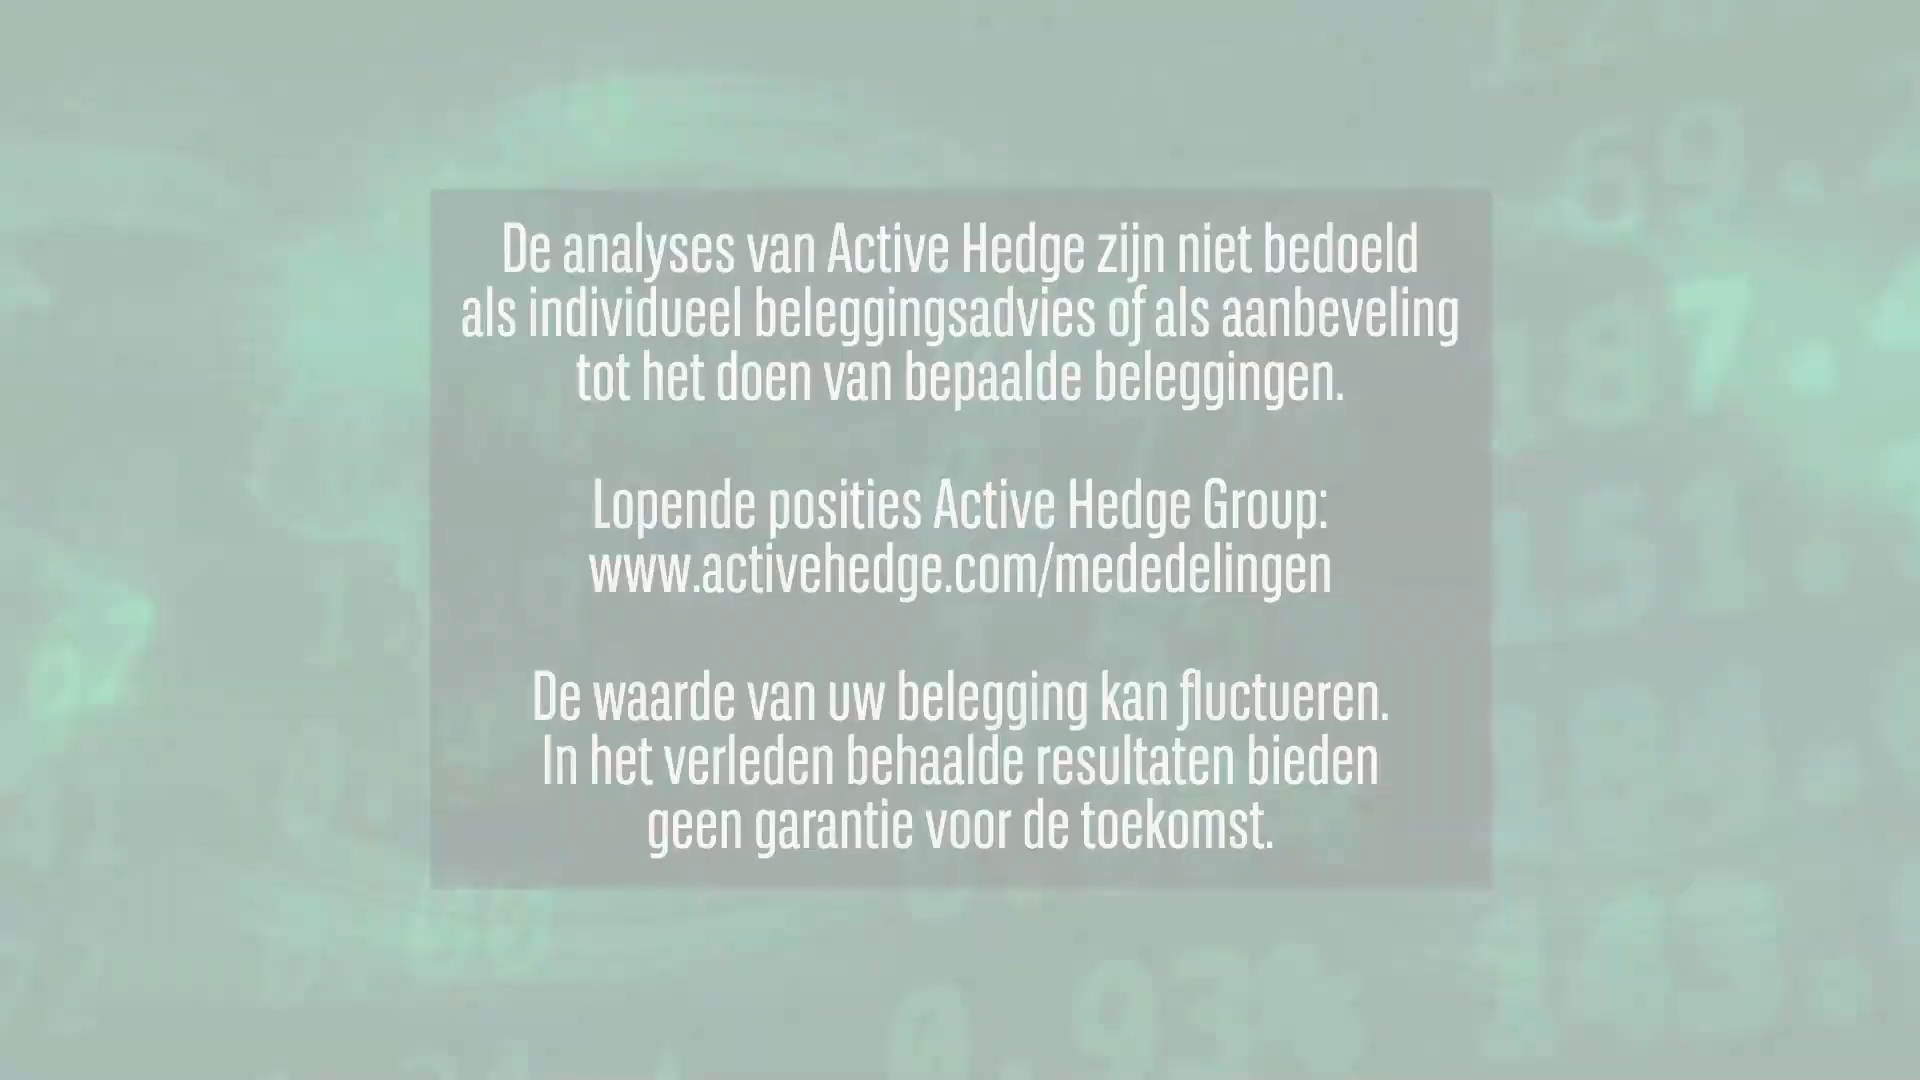 De analyses van Active Hedge zijn niet bedoeld
als individueel beleggingsadvies of als aanbeveling
tot het doen van bepaalde beleggingen.
Lopende posities Active Hedge Group:
www.activehedge.com/mededelingen
De waarde van uw belegging kan fluctueren.
In het verleden behaalde resultaten bieden
geen garantie voor de toekomst.